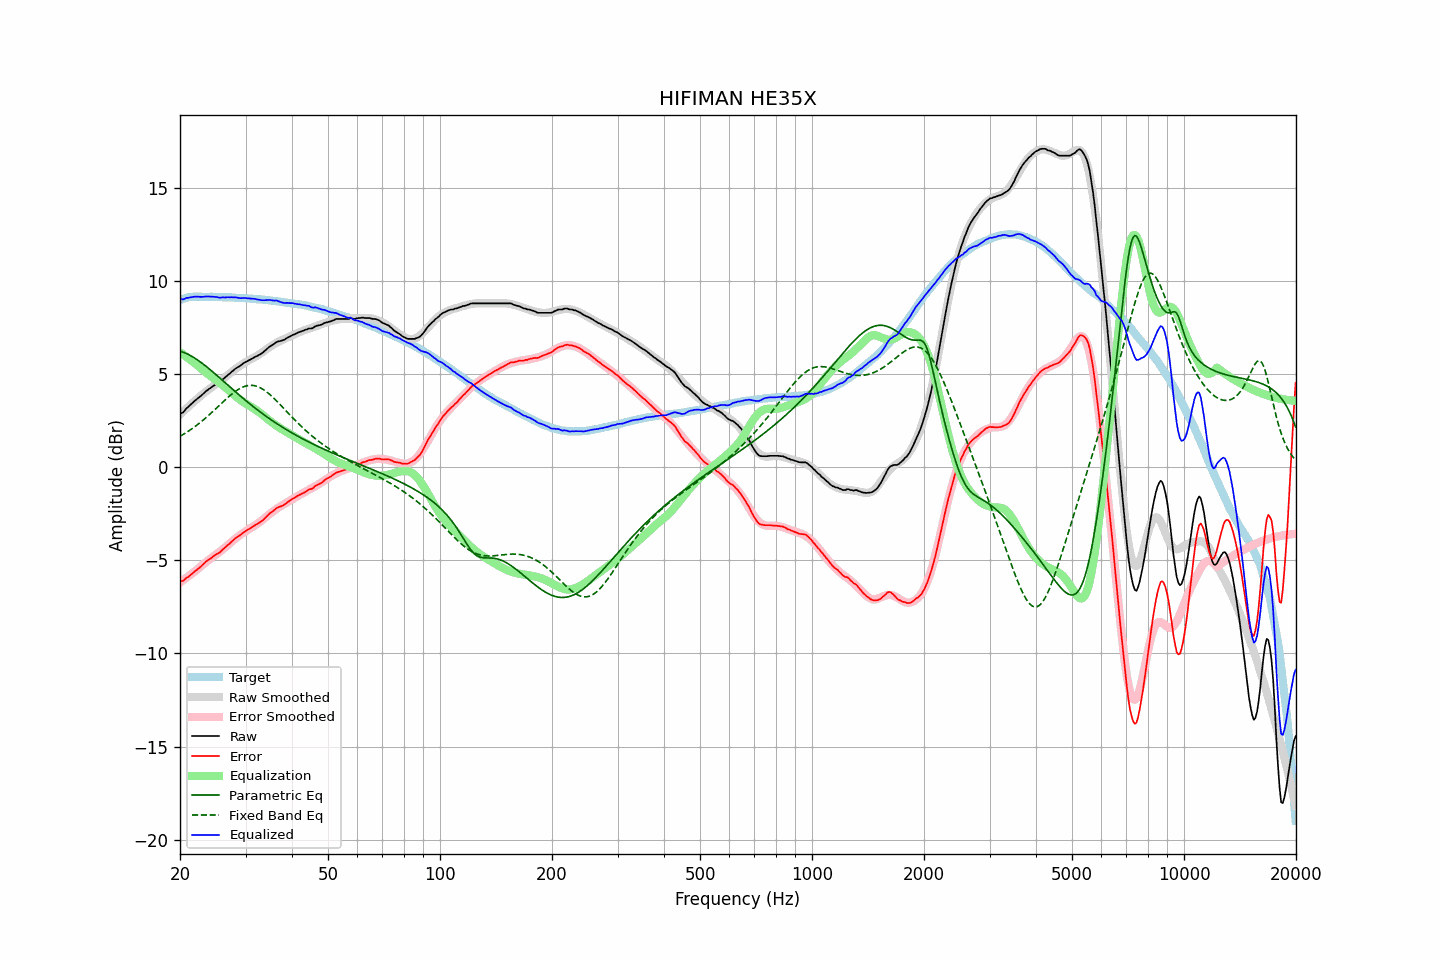 HIFIMAN HE35X
Amplitude (dBr)
15
10
5
0
−5
−10
−15
−20
Target
Raw Smoothed
Error Smoothed
Raw
Error
Equalization
Parametric Eq
Fixed Band Eq
Equalized
20
50
100
200
500
1000
2000
5000
10000
20000
Frequency (Hz)